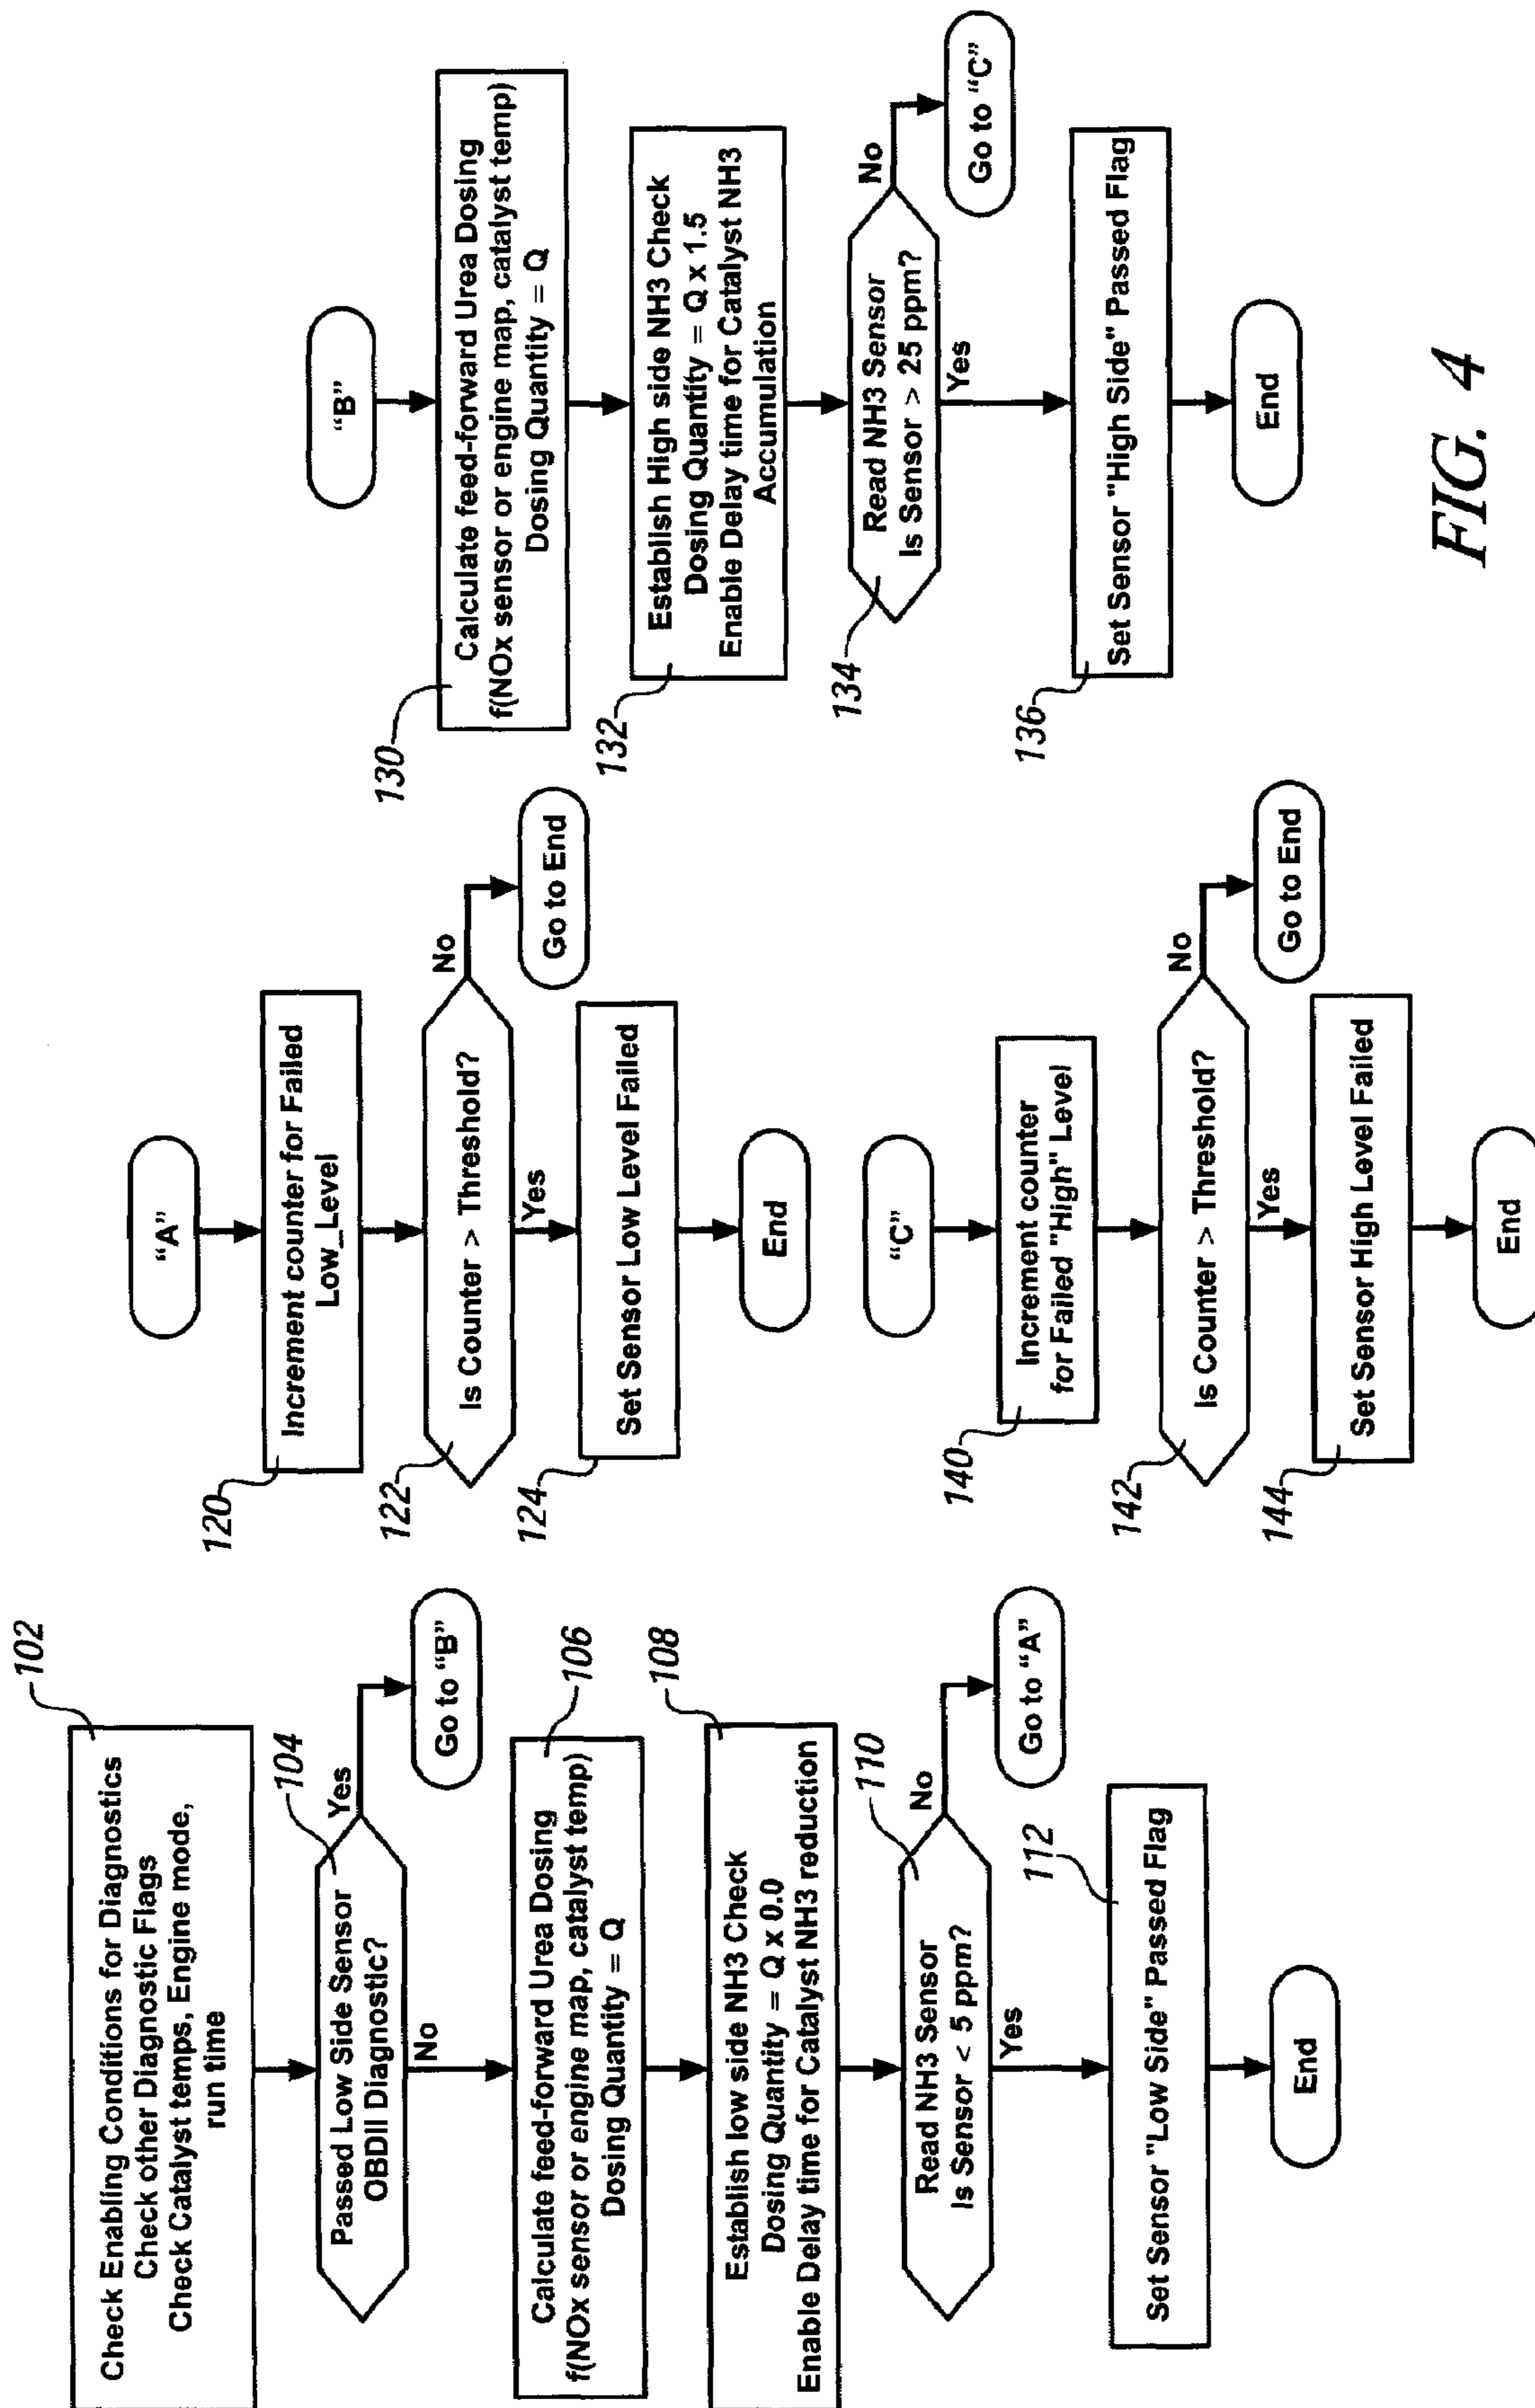 102
Check Enabling Conditions for Diagnostics
Check other Diagnostic Flags
Check Catalyst temps, Engine mode,
run time
104
Passed Low Side Sensor
OBDII Diagnostic?
Yes
Go to “B”
No
106
Calculate feed-forward Urea Dosing
f(NOx sensor or engine map, catalyst temp)
Dosing Quantity = Q
108
Establish low side NH3 Check
Dosing Quantity = Q x 0.0
Enable Delay time for Catalyst NH3 reduction
110
Read NH3 Sensor
Is Sensor < 5 ppm?
No
Go to “A”
Yes
112
Set Sensor "Low Side" Passed Flag
End
“A”
120
Increment counter for Failed
Low_Level
122
Is Counter > Threshold?
No
Go to End
Yes
124
Set Sensor Low Level Failed
End
“C”
140
Increment counter
for Failed "High" Level
142
Is Counter > Threshold?
No
Go to End
Yes
144
Set Sensor High Level Failed
End
“B”
130
Calculate feed-forward Urea Dosing
f(NOx sensor or engine map, catalyst temp)
Dosing Quantity = Q
132
Establish High side NH3 Check
Dosing Quantity = Q x 1.5
Enable Delay time for Catalyst NH3
Accumulation
134
Read NH3 Sensor
Is Sensor > 25 ppm?
No
Go to “C”
Yes
136
Set Sensor "High Side" Passed Flag
End
FIG. 4